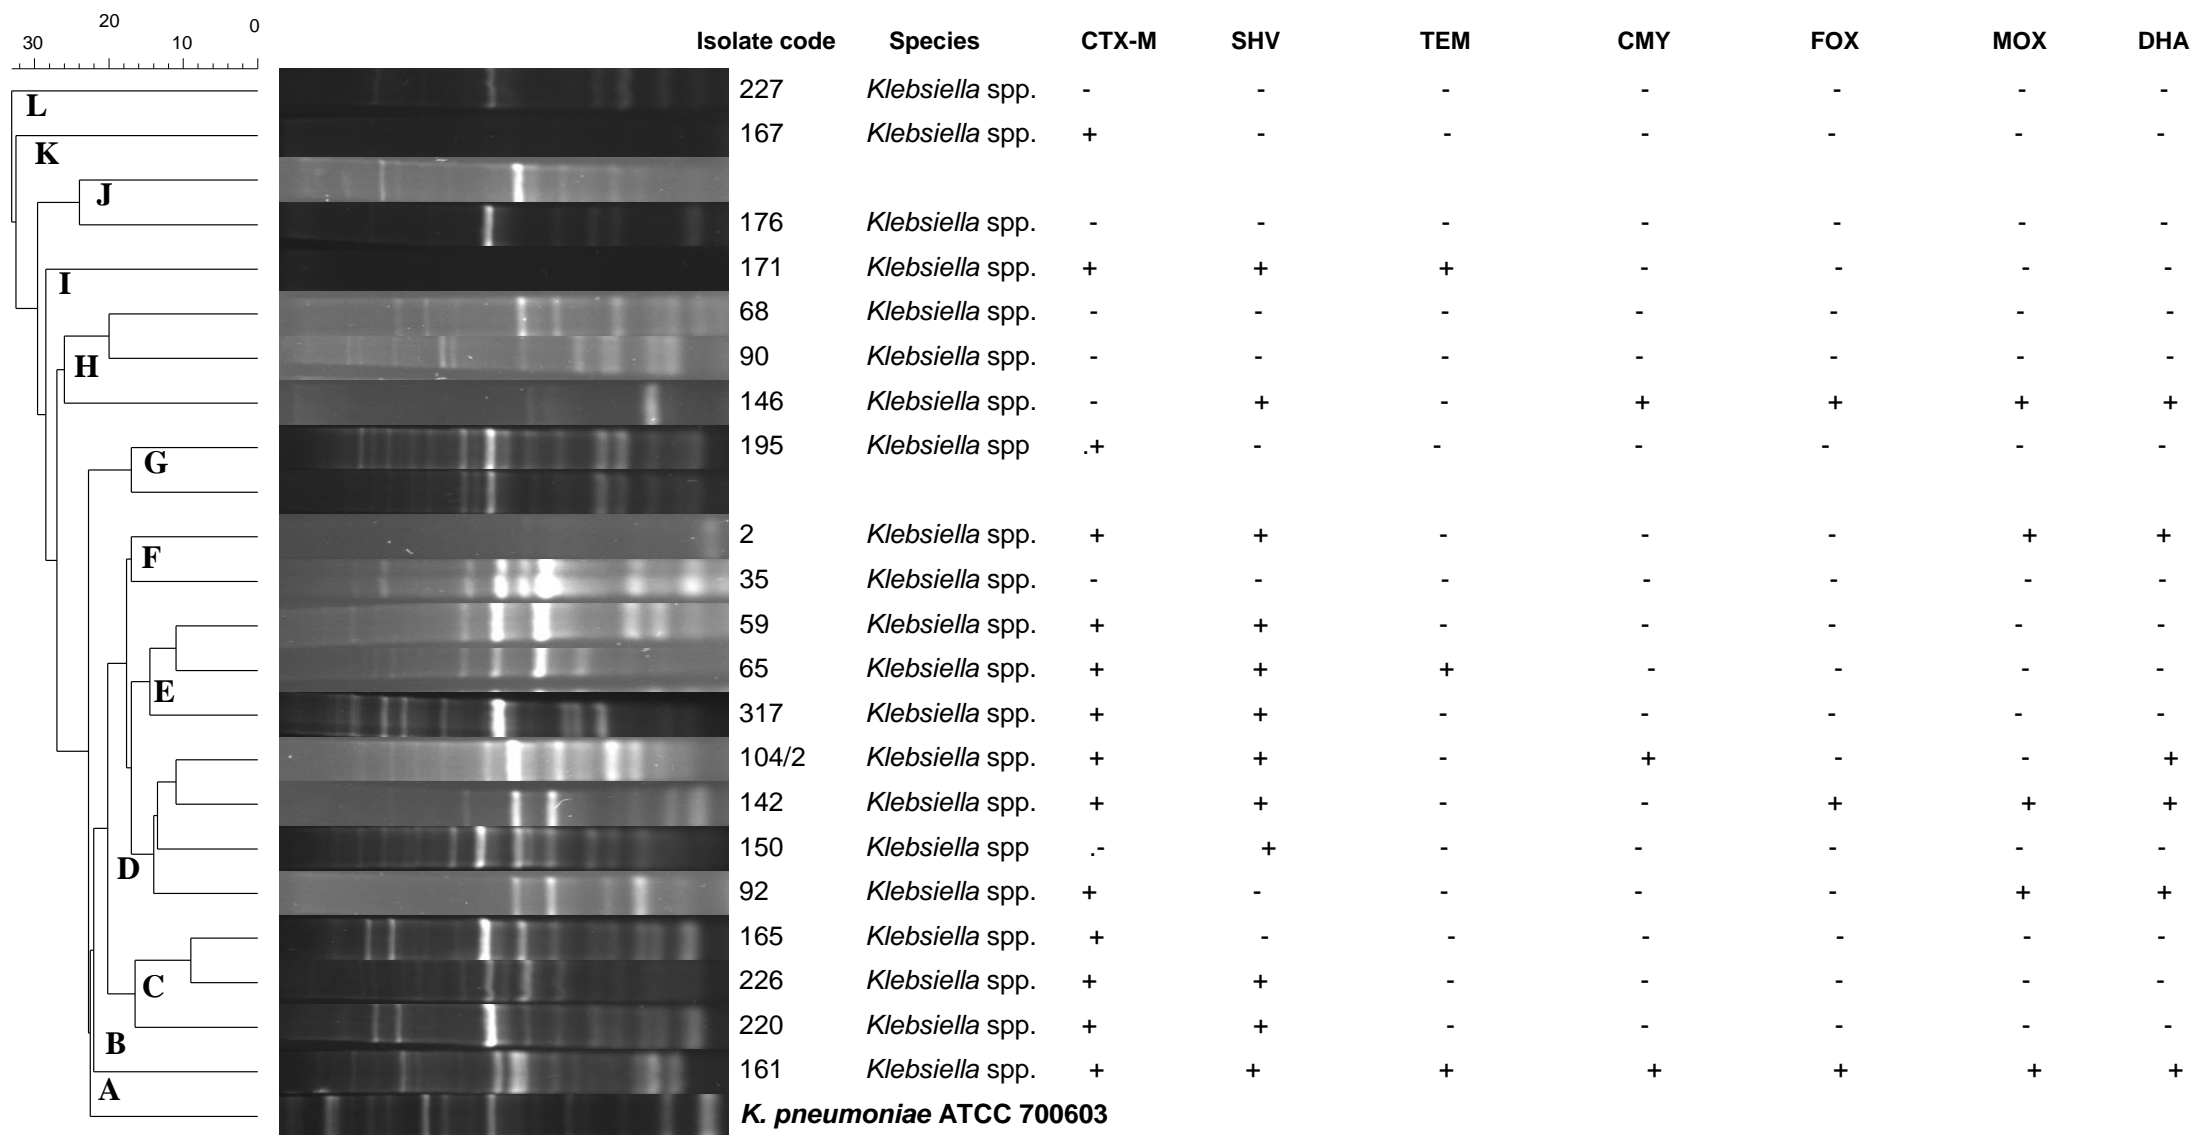 30 20 10 0
Isolate code Species CTX-M SHV TEM CMY FOX MOX DHA
227 Klebsiella spp. - - - - - - -
L
167 Klebsiella spp. + - - - - - -
K
J
176 Klebsiella spp. - - - - - - -
171 Klebsiella spp. + + + - - - -
I
68 Klebsiella spp. - - - - - - -
90 Klebsiella spp. - - - - - - -
H
146 Klebsiella spp. - + - + + + +
195 Klebsiella spp .+ - - - - - -
G
2 Klebsiella spp. + + - - - + +
F
35 Klebsiella spp. - - - - - - -
59 Klebsiella spp. + + - - - - -
65 Klebsiella spp. + + + - - - -
E
317 Klebsiella spp. + + - - - - -
104/2 Klebsiella spp. + + - + - - +
142 Klebsiella spp. + + - - + + +
150 Klebsiella spp .- + - - - - -
D
92 Klebsiella spp. + - - - - + +
165 Klebsiella spp. + - - - - - -
226 Klebsiella spp. + + - - - - -
C
220 Klebsiella spp. + + - - - - -
B
161 Klebsiella spp. + + + + + + +
A
K. pneumoniae ATCC 700603